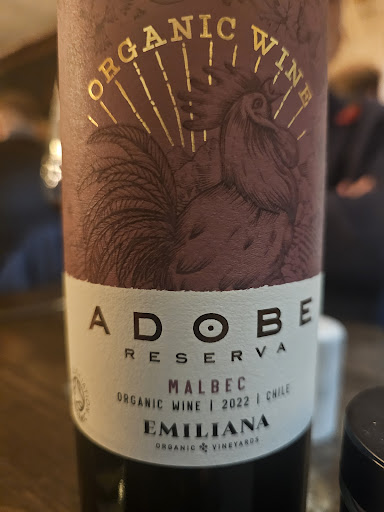 ORGANIC WINE
ADOBE
RESERVA
MALBEC
ORGANIC WINE | 2022 | CHILE
EMILIANA
ORGANIC VINEYARDS